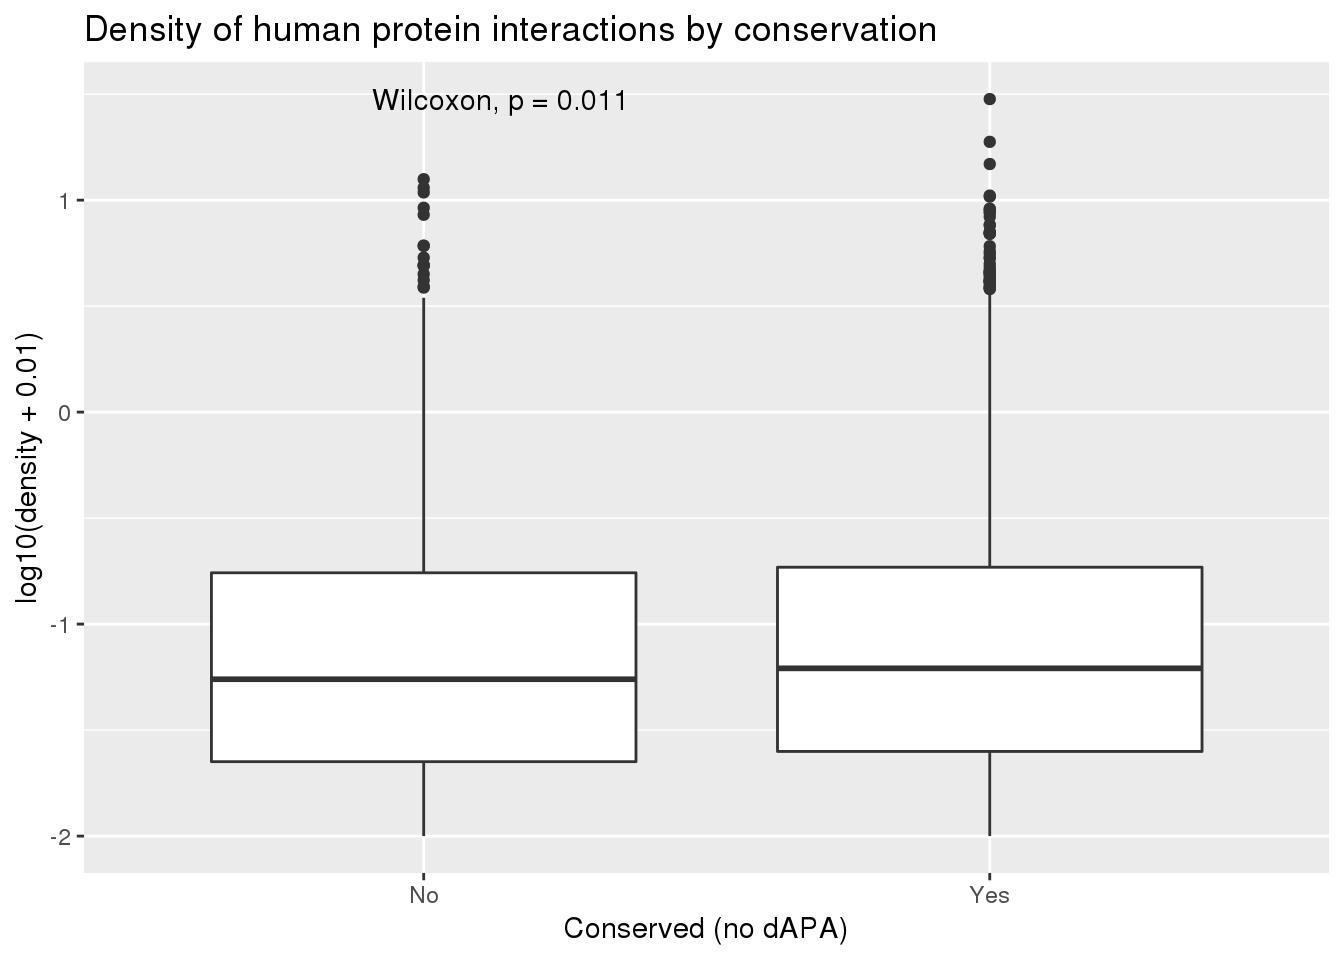 Density of human protein interactions by conservation
Wilcoxon, p = 0.011
log10(density + 0.01)
1
0
-1
-2
No
Yes
Conserved (no dAPA)